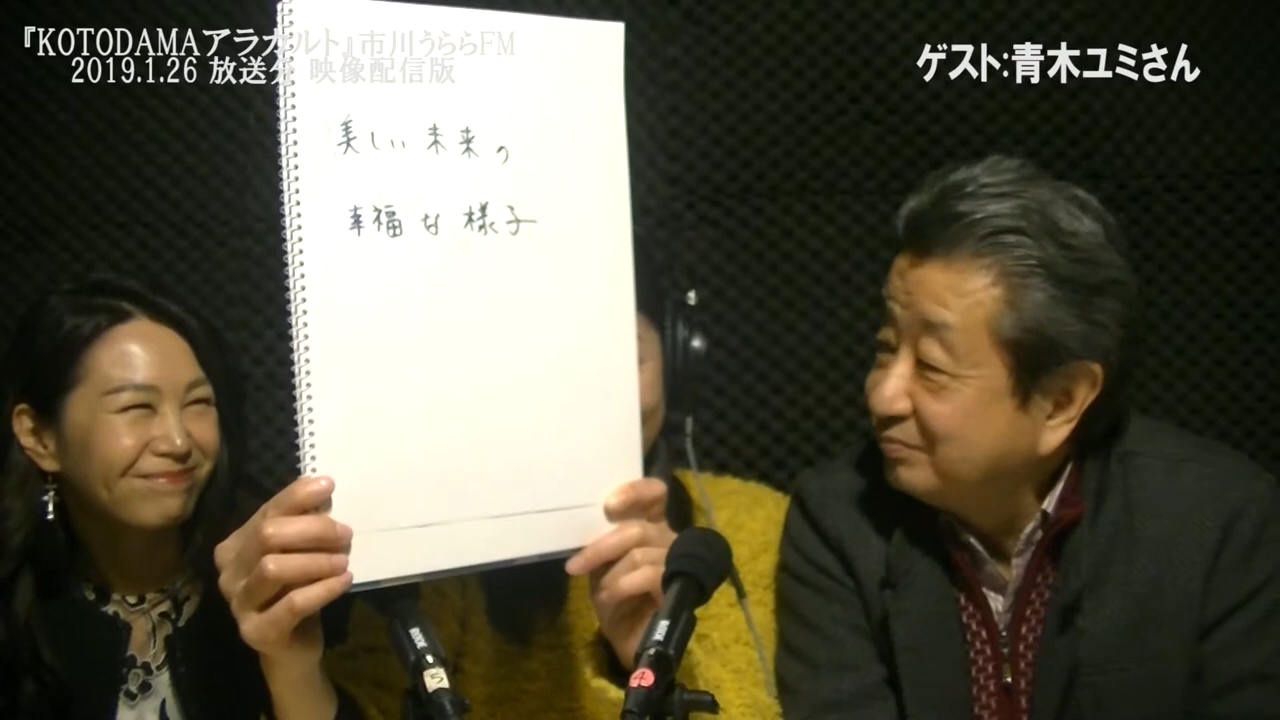 『KOTODAMAアラカルト』市川うららFM
2019.1.26 放送分 映像配信版
ゲスト:青木ユミさん
美しい未来の
幸福な様子
5
4